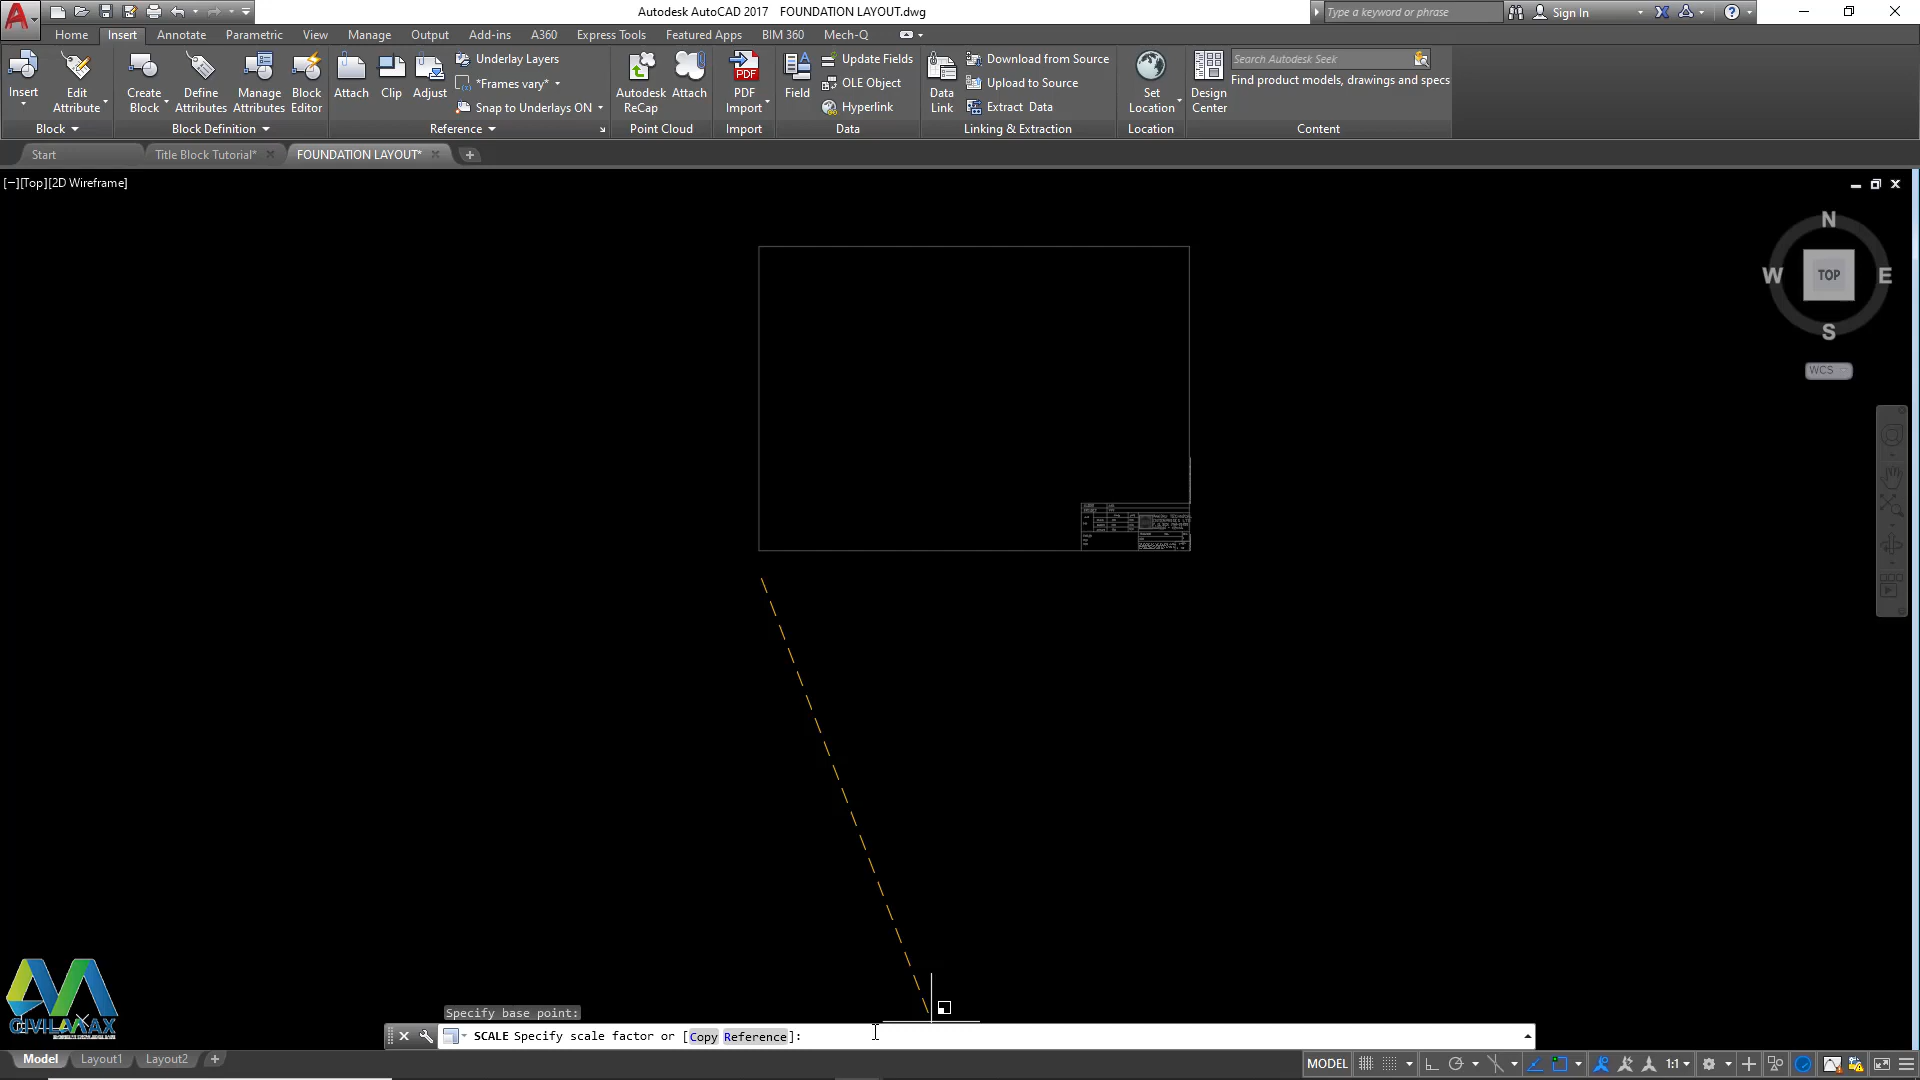 Autodesk AutoCAD 2017 FOUNDATION LAYOUT.dwg
Type a keyword or phrase
Sign In
Home Insert Annotate Parametric View Manage Output Add-ins A360 Express Tools Featured Apps BIM 360 Mech-Q
Insert
Edit
Attribute
Create
Block
Define
Attributes
Manage
Attributes
Block
Editor
Attach
Clip
Adjust
Underlay Layers
*Frames vary*
Snap to Underlays ON
Autodesk
ReCap
Attach
PDF
Import
Field
Update Fields
OLE Object
Hyperlink
Data
Link
Download from Source
Upload to Source
Extract Data
Set
Location
Design
Center
Search Autodesk Seek
Find product models, drawings and specs
Block Block Definition Reference Point Cloud Import Data Linking & Extraction Location Content
Start Title Block Tutorial* FOUNDATION LAYOUT*
[−][Top][2D Wireframe]
N
W TOP E
S
WCS
CIVILMAX
Specify base point:
SCALE Specify scale factor or [Copy Reference]:
Model Layout1 Layout2
MODEL 1:1